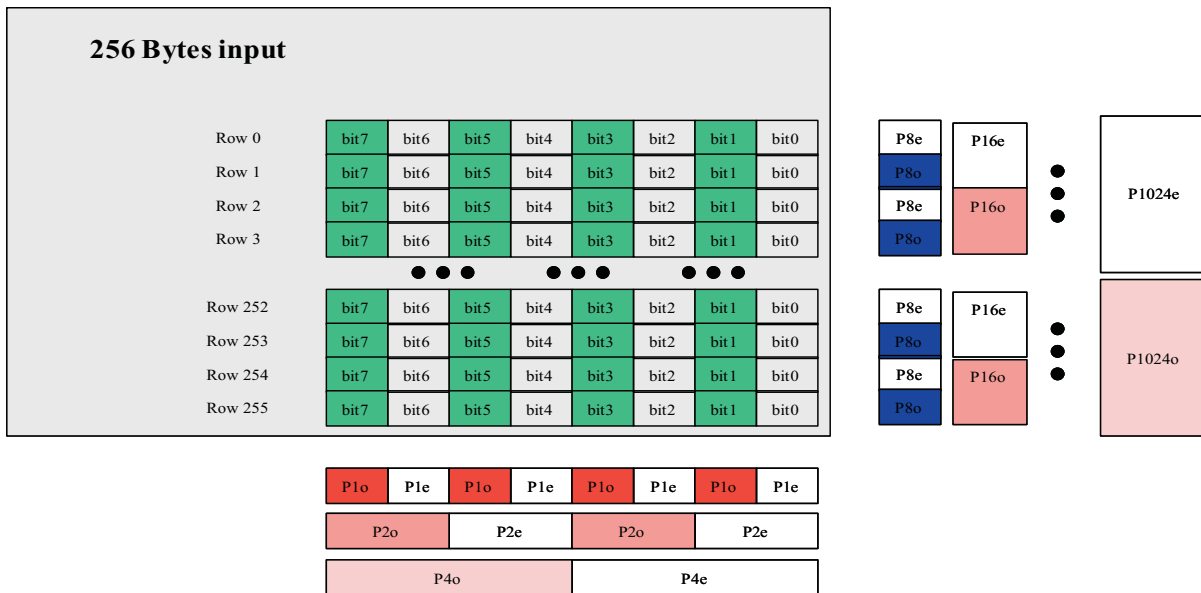 256 Bytes input
Row 0 bit7 bit6 bit5 bit4 bit3 bit2 bit1 bit0 P8e P16e
Row 1 bit7 bit6 bit5 bit4 bit3 bit2 bit1 bit0 P8o
P1024e
Row 2 bit7 bit6 bit5 bit4 bit3 bit2 bit1 bit0 P8e P16o
Row 3 bit7 bit6 bit5 bit4 bit3 bit2 bit1 bit0 P8o
Row 252 bit7 bit6 bit5 bit4 bit3 bit2 bit1 bit0 P8e P16e
Row 253 bit7 bit6 bit5 bit4 bit3 bit2 bit1 bit0 P8o
P1024o
Row 254 bit7 bit6 bit5 bit4 bit3 bit2 bit1 bit0 P8e P16o
Row 255 bit7 bit6 bit5 bit4 bit3 bit2 bit1 bit0 P8o
P1o P1e P1o P1e P1o P1e P1o P1e
P2o P2e P2o P2e
P4o P4e